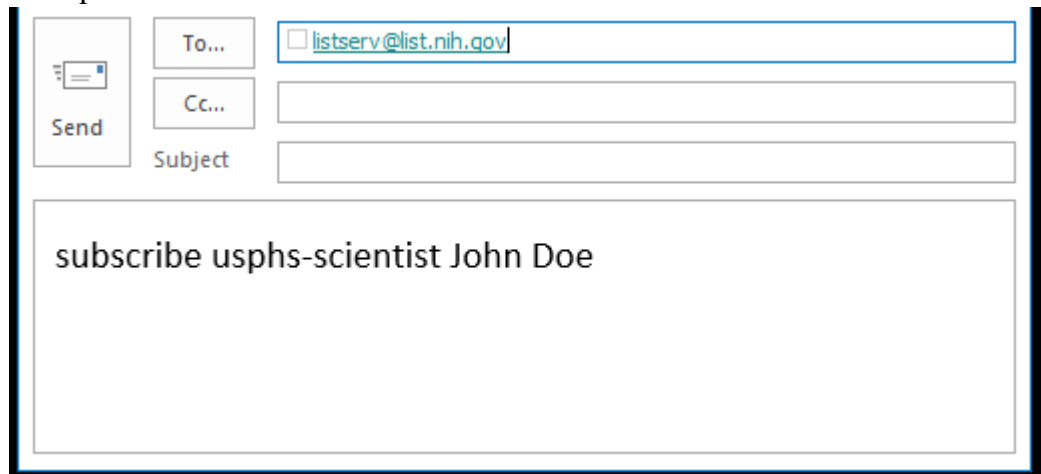 To...
listserv@list.nih.gov
Cc...
Send
Subject
subscribe usphs-scientist John Doe